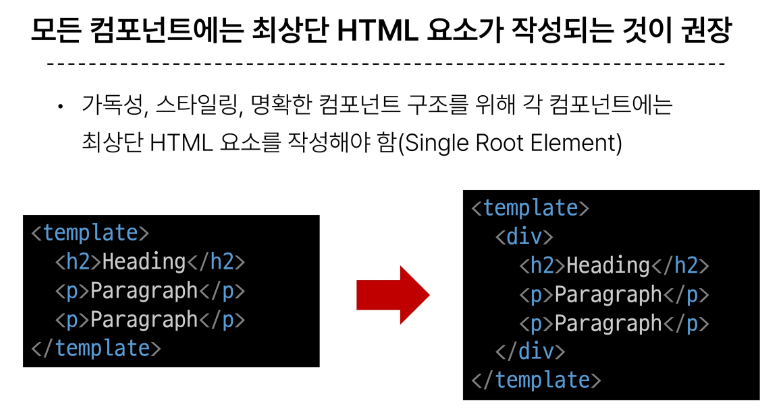 모든 컴포넌트에는 최상단 HTML 요소가 작성되는 것이 권장
• 가독성, 스타일링, 명확한 컴포넌트 구조를 위해 각 컴포넌트에는
최상단 HTML 요소를 작성해야 함(Single Root Element)
<template>
  <h2>Heading</h2>
  <p>Paragraph</p>
  <p>Paragraph</p>
</template>
<template>
  <div>
    <h2>Heading</h2>
    <p>Paragraph</p>
    <p>Paragraph</p>
  </div>
</template>